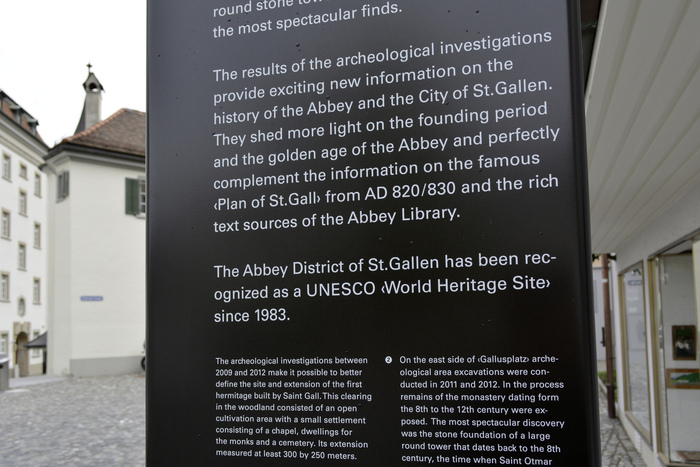 round stone tow
the most spectacular finds.
The results of the archeological investigations
provide exciting new information on the
history of the Abbey and the City of St.Gallen.
They shed more light on the founding period
and the golden age of the Abbey and perfectly
complement the information on the famous
‹Plan of St.Gall› from AD 820/830 and the rich
text sources of the Abbey Library.
The Abbey District of St.Gallen has been rec-
ognized as a UNESCO ‹World Heritage Site›
since 1983.
The archeological investigations between
2009 and 2012 make it possible to better
define the site and extension of the first
hermitage built by Saint Gall. This clearing
in the woodland consisted of an open
cultivation area with a small settlement
consisting of a chapel, dwellings for
the monks and a cemetery. Its extension
measured at least 300 by 250 meters.
2 On the east side of ‹Gallusplatz› arche-
ological area excavations were con-
ducted in 2011 and 2012. In the process
remains of the monastery dating form
the 8th to the 12th century were ex-
posed. The most spectacular discovery
was the stone foundation of a large
round tower that dates back to the 8th
century, the time when Saint Otmar